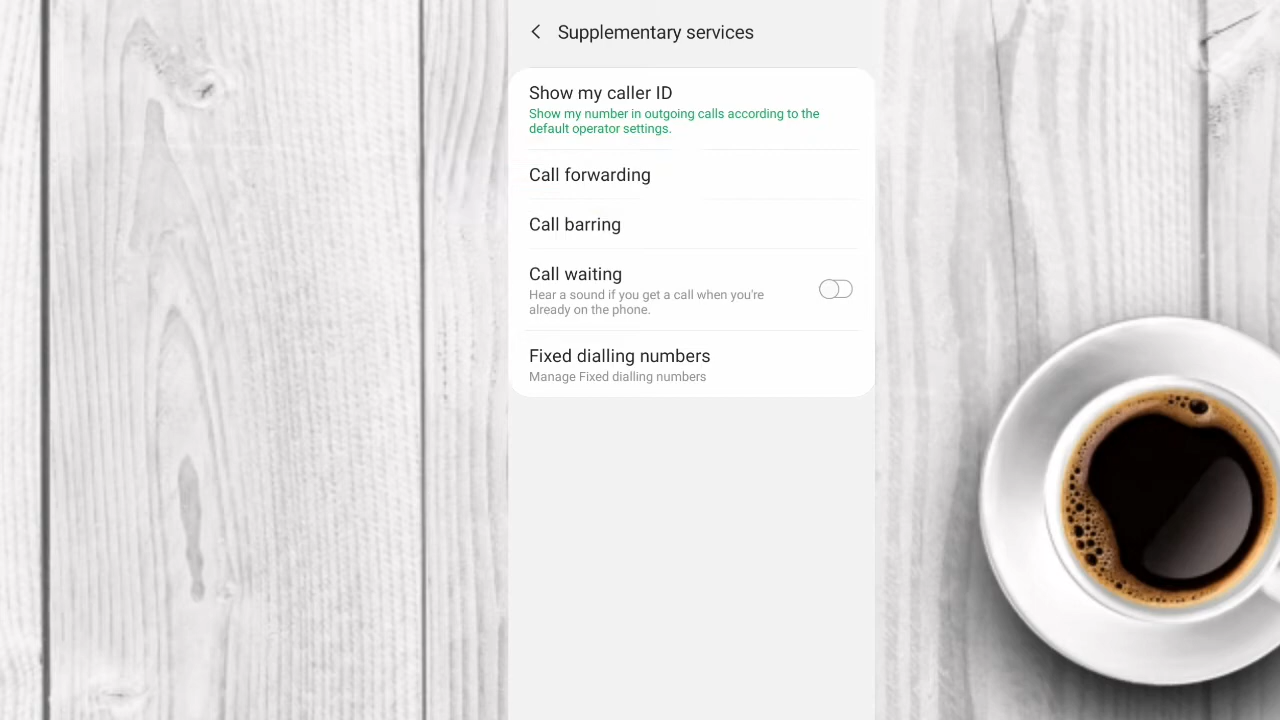 Supplementary services
Show my caller ID
Show my number in outgoing calls according to the
default operator settings.
Call forwarding
Call barring
Call waiting
Hear a sound if you get a call when you're
already on the phone.
Fixed dialling numbers
Manage Fixed dialling numbers